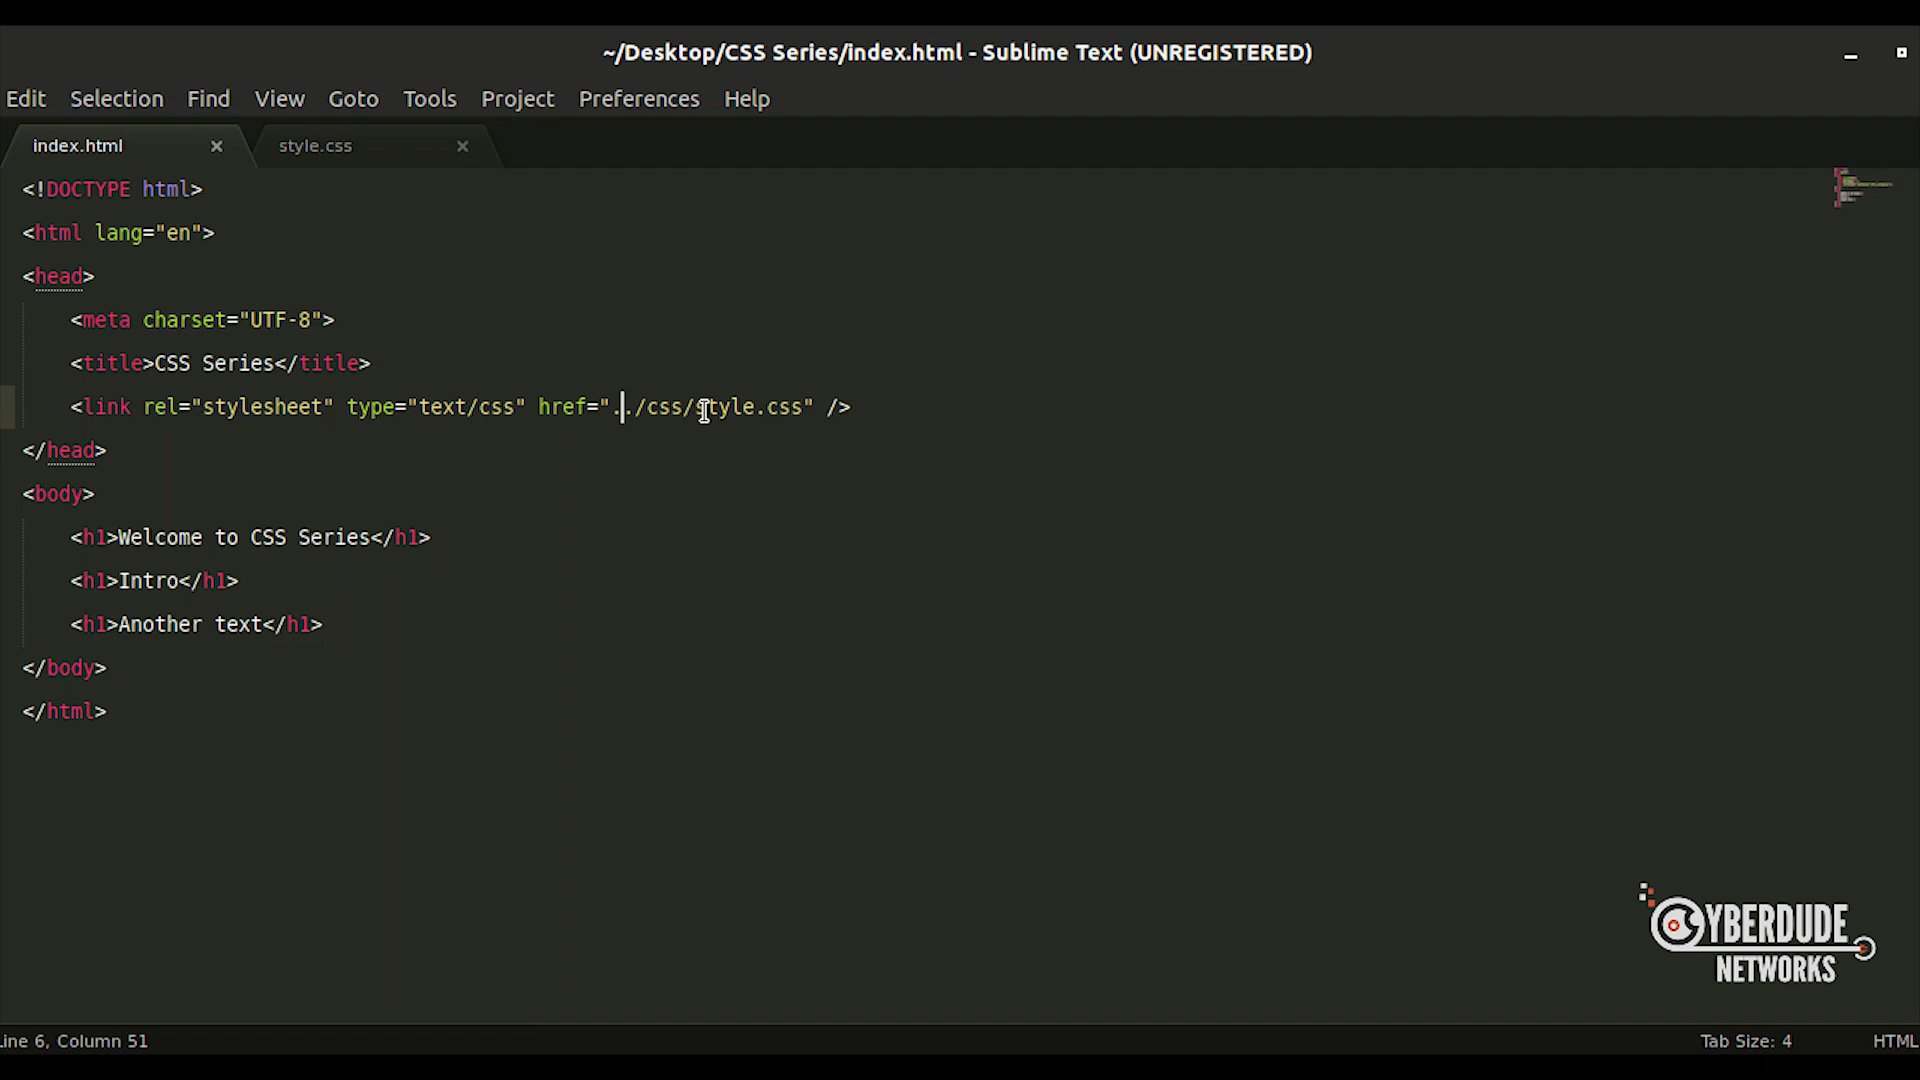 ~/Desktop/CSS Series/index.html - Sublime Text (UNREGISTERED)
Edit Selection Find View Goto Tools Project Preferences Help
index.html × style.css ×
<!DOCTYPE html>
<html lang="en">
<head>
    <meta charset="UTF-8">
    <title>CSS Series</title>
    <link rel="stylesheet" type="text/css" href="../css/style.css" />
</head>
<body>
    <h1>Welcome to CSS Series</h1>
    <h1>Intro</h1>
    <h1>Another text</h1>
</body>
</html>
CYBERDUDE
NETWORKS
Line 6, Column 51 Tab Size: 4 HTML